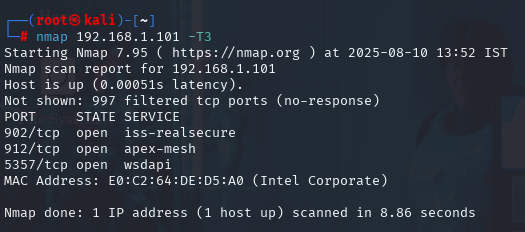 ┌──(root㉿kali)-[~]
└─# nmap 192.168.1.101 -T3
Starting Nmap 7.95 ( https://nmap.org ) at 2025-08-10 13:52 IST
Nmap scan report for 192.168.1.101
Host is up (0.00051s latency).
Not shown: 997 filtered tcp ports (no-response)
PORT     STATE SERVICE
902/tcp  open  iss-realsecure
912/tcp  open  apex-mesh
5357/tcp open  wsdapi
MAC Address: E0:C2:64:DE:D5:A0 (Intel Corporate)
Nmap done: 1 IP address (1 host up) scanned in 8.86 seconds